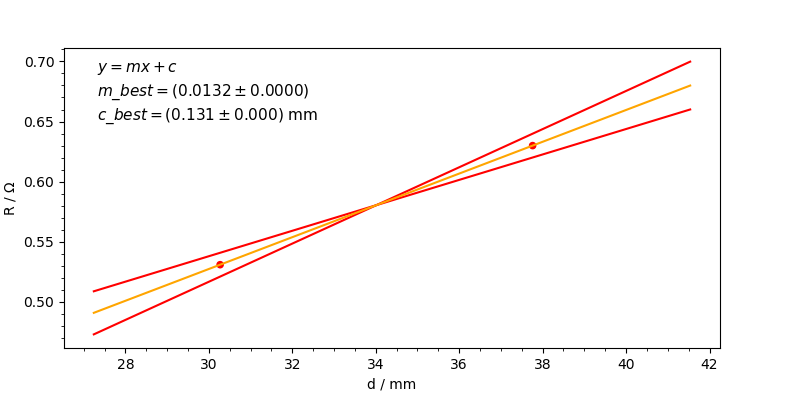 y = mx + c
m_best = (0.0132 ± 0.0000)
c_best = (0.131 ± 0.000) mm
0.70
0.65
0.60
0.55
0.50
R / Ω
28 30 32 34 36 38 40 42
d / mm